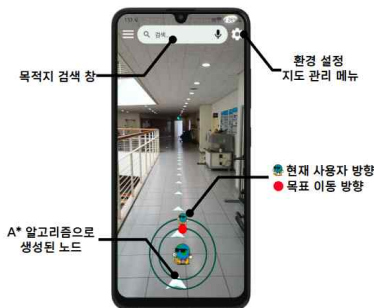 검색
목적지 검색 창
환경 설정
지도 관리 메뉴
현재 사용자 방향
목표 이동 방향
A* 알고리즘으로
생성된 노드